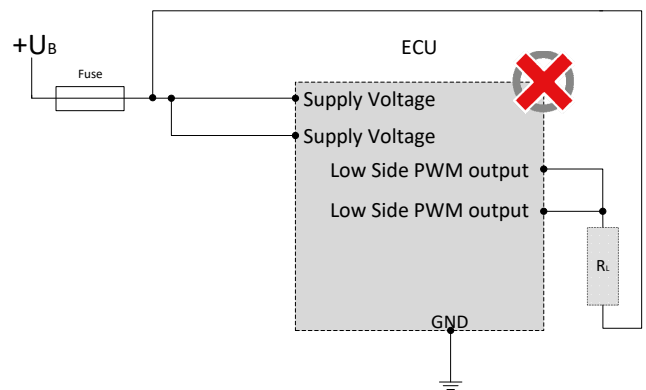 ECU
+UB
Fuse
Supply Voltage
Supply Voltage
Low Side PWM output
Low Side PWM output
RL
GND